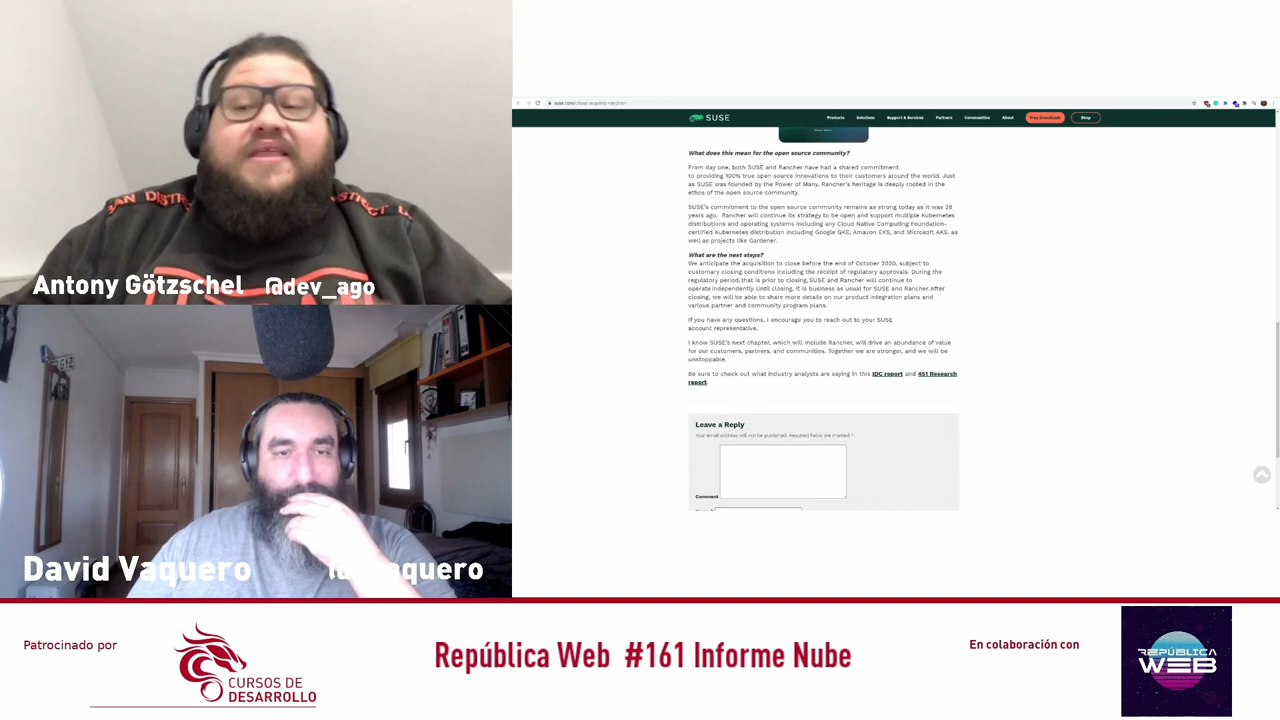 Antony Götzschel @dev_ago
David Vaquero
SUSE
Products Solutions Support & Services Partners Communities About Free Downloads Shop
What does this mean for the open source community?
From day one, both SUSE and Rancher have had a shared commitment
to providing 100% true open source innovations to their customers around the world. Just
as SUSE was founded by the Power of Many, Rancher's heritage is deeply rooted in the
ethos of the open source community.
SUSE's commitment to the open source community remains as strong today as it was 28
years ago. Rancher will continue its strategy to be open and support multiple Kubernetes
distributions and operating systems including any Cloud Native Computing Foundation-
certified Kubernetes distribution including Google GKE, Amazon EKS, and Microsoft AKS, as
well as projects like Gardener.
What are the next steps?
We anticipate the acquisition to close before the end of October 2020, subject to
customary closing conditions including the receipt of regulatory approvals. During the
regulatory period, that is prior to closing, SUSE and Rancher will continue to
operate independently. Until closing, it is business as usual for SUSE and Rancher. After
closing, we will be able to share more details on our product integration plans and
various partner and community program plans.
If you have any questions, I encourage you to reach out to your SUSE
account representative.
I know SUSE's next chapter, which will include Rancher, will drive an abundance of value
for our customers, partners, and communities. Together we are stronger, and we will be
unstoppable.
Be sure to check out what industry analysts are saying in this IDC report and 451 Research
report.
Leave a Reply
Your email address will not be published. Required fields are marked *
Comment
Patrocinado por
CURSOS DE
DESARROLLO
República Web #161 Informe Nube
En colaboración con
REPÚBLICA
WEB